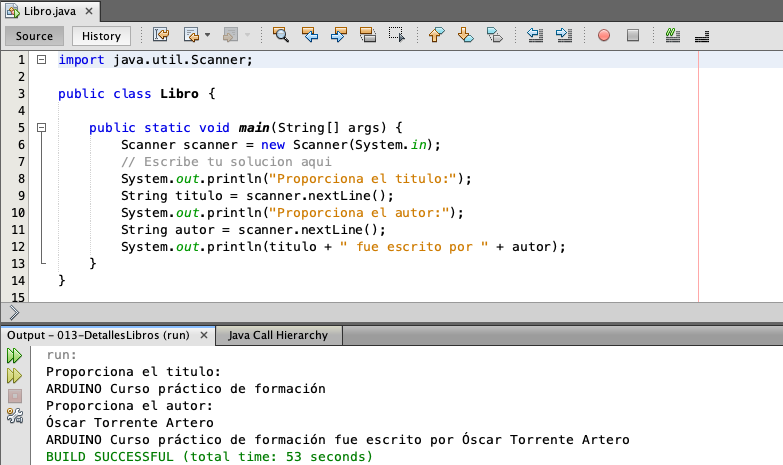 Libro.java ×
Source History
1 import java.util.Scanner;
2
3 public class Libro {
4
5 public static void main(String[] args) {
6 Scanner scanner = new Scanner(System.in);
7 // Escribe tu solucion aqui
8 System.out.println("Proporciona el titulo:");
9 String titulo = scanner.nextLine();
10 System.out.println("Proporciona el autor:");
11 String autor = scanner.nextLine();
12 System.out.println(titulo + " fue escrito por " + autor);
13 }
14 }
15
Output - 013-DetallesLibros (run) × Java Call Hierarchy
run:
Proporciona el titulo:
ARDUINO Curso práctico de formación
Proporciona el autor:
Óscar Torrente Artero
ARDUINO Curso práctico de formación fue escrito por Óscar Torrente Artero
BUILD SUCCESSFUL (total time: 53 seconds)